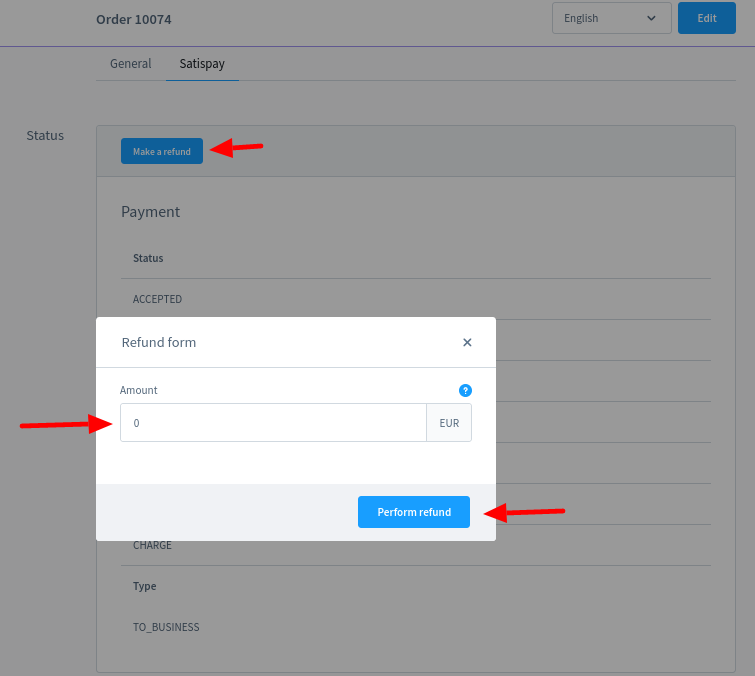 Order 10074
English
Edit
General
Satispay
Status
Make a refund
Payment
Status
ACCEPTED
Refund form
Amount
?
0
EUR
Perform refund
CHARGE
Type
TO_BUSINESS